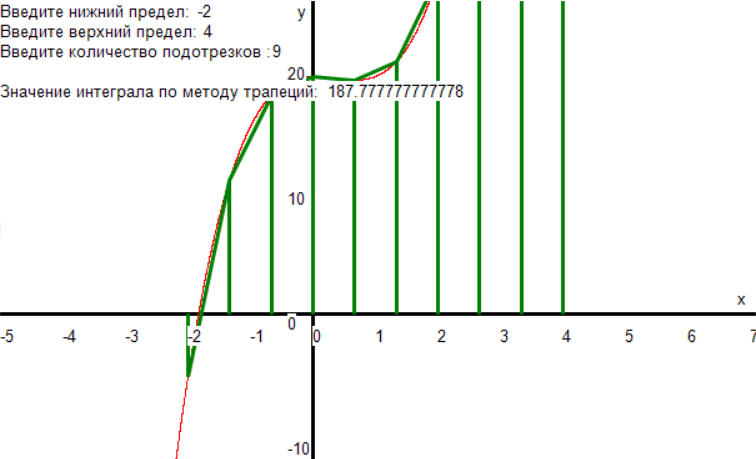 Введите нижний предел: -2
Введите верхний предел: 4
Введите количество подотрезков :9
y
20
Значение интеграла по методу трапеций: 187.777777777778
10
x
0
-5 -4 -3 -2 -1 0 1 2 3 4 5 6 7
-10